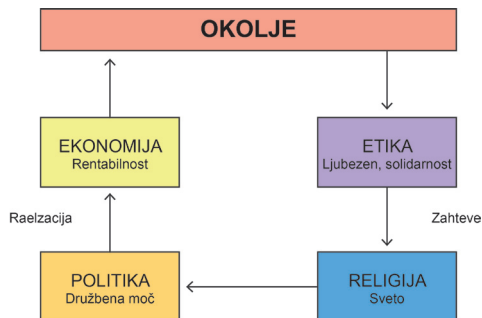 OKOLJE
EKONOMIJA
Rentabilnost
ETIKA
Ljubezen, solidarnost
Raelzacija
Zahteve
POLITIKA
Družbena moč
RELIGIJA
Sveto